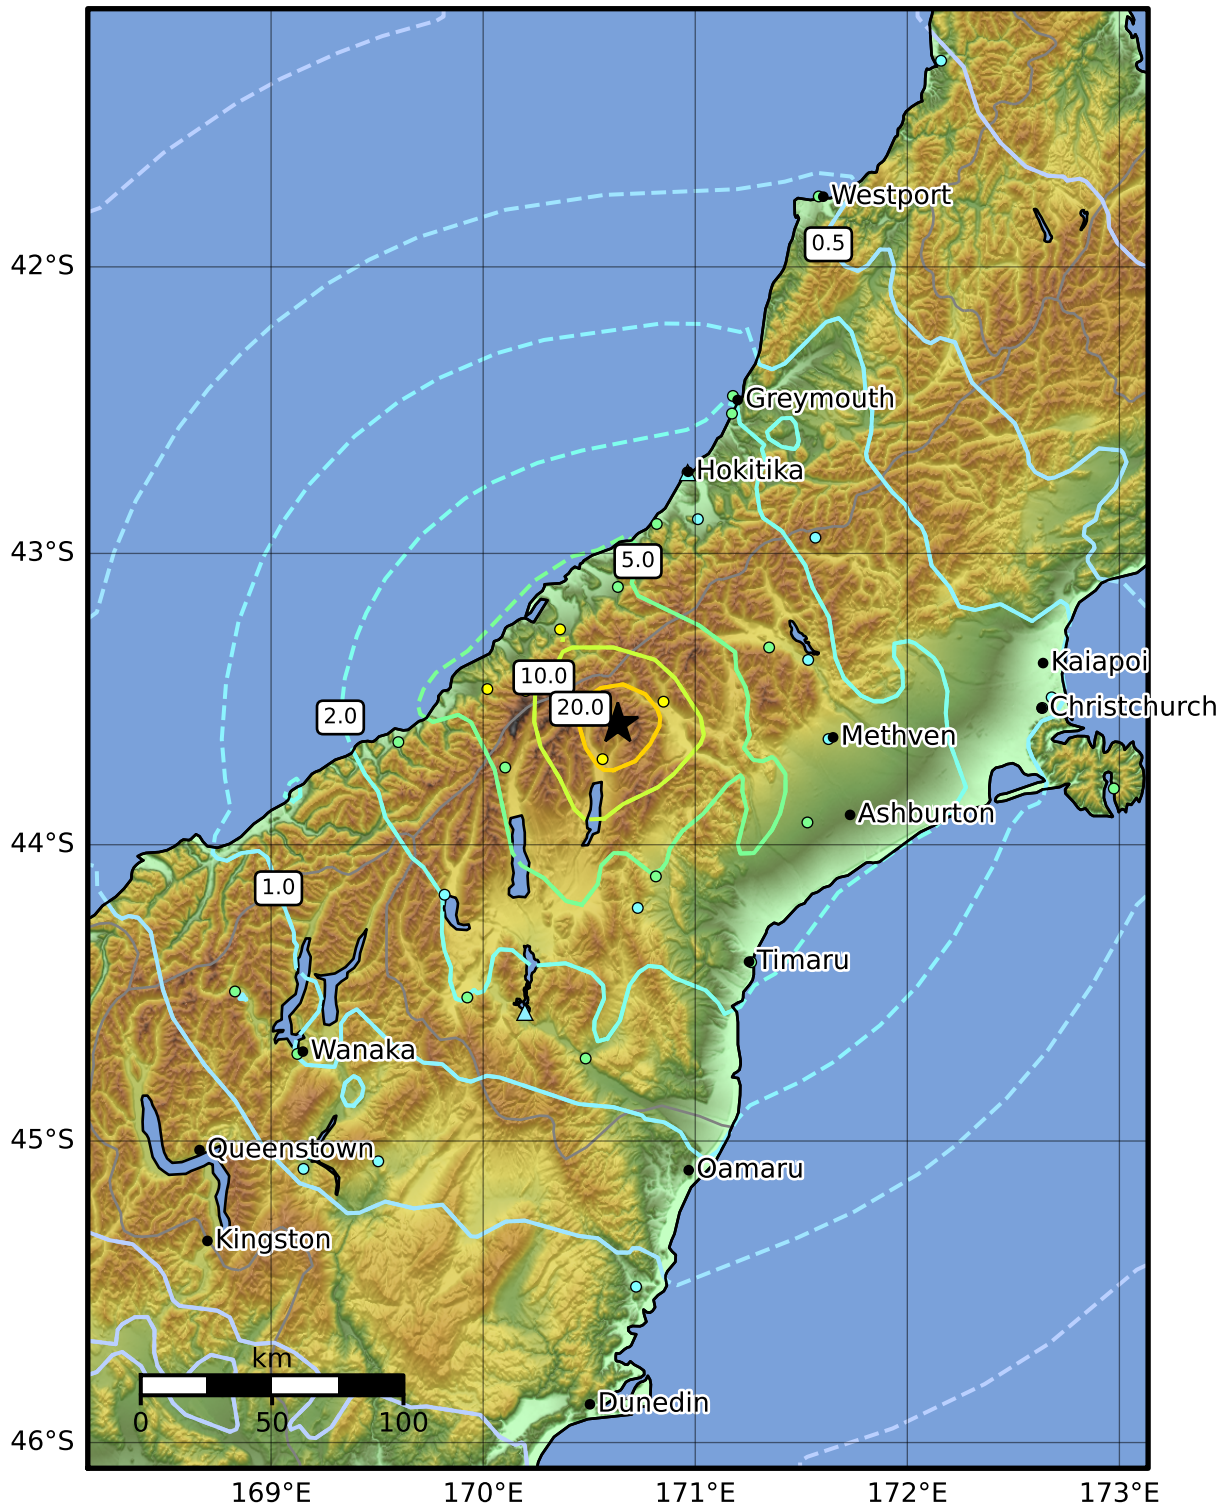 Westport
0.5
42°S
Greymouth
Hokitika
43°S
5.0
Kaiapoi
10.0
20.0
Christchurch
2.0
Methven
Ashburton
44°S
1.0
Timaru
Wanaka
45°S
Queenstown
Oamaru
Kingston
km
0 50 100
Dunedin
46°S
169°E 170°E 171°E 172°E 173°E